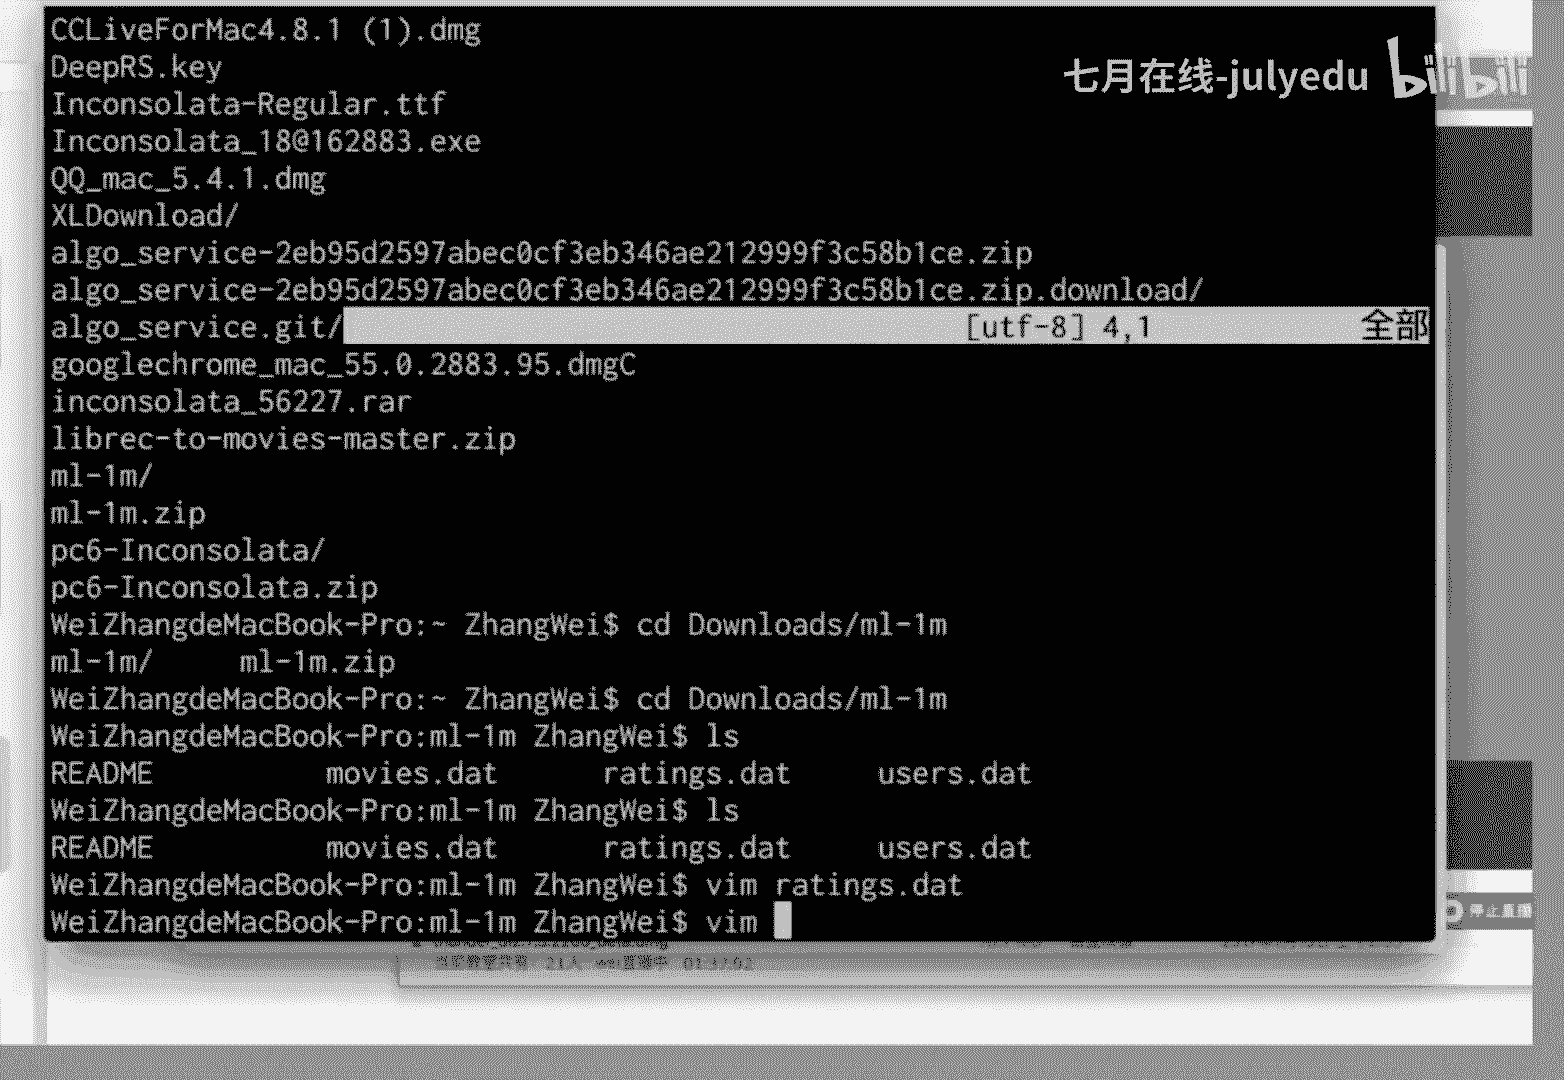 CCLiveForMac4.8.1 (1).dmg
DeepRS.key
七月在线-julyedu bilibili
Inconsolata-Regular.ttf
Inconsolata_18@162883.exe
QQ_mac_5.4.1.dmg
XLDownload/
algo_service-2eb95d2597abec0cf3eb346ae212999f3c58b1ce.zip
algo_service-2eb95d2597abec0cf3eb346ae212999f3c58b1ce.zip.download/
algo_service.git/ [utf-8] 4,1 全部
googlechrome_mac_55.0.2883.95.dmgC
inconsolata_56227.rar
librec-to-movies-master.zip
ml-1m/
ml-1m.zip
pc6-Inconsolata/
pc6-Inconsolata.zip
WeiZhangdeMacBook-Pro:~ ZhangWei$ cd Downloads/ml-1m
ml-1m/ ml-1m.zip
WeiZhangdeMacBook-Pro:~ ZhangWei$ cd Downloads/ml-1m
WeiZhangdeMacBook-Pro:ml-1m ZhangWei$ ls
README movies.dat ratings.dat users.dat
WeiZhangdeMacBook-Pro:ml-1m ZhangWei$ ls
README movies.dat ratings.dat users.dat
WeiZhangdeMacBook-Pro:ml-1m ZhangWei$ vim ratings.dat
WeiZhangdeMacBook-Pro:ml-1m ZhangWei$ vim
停止直播